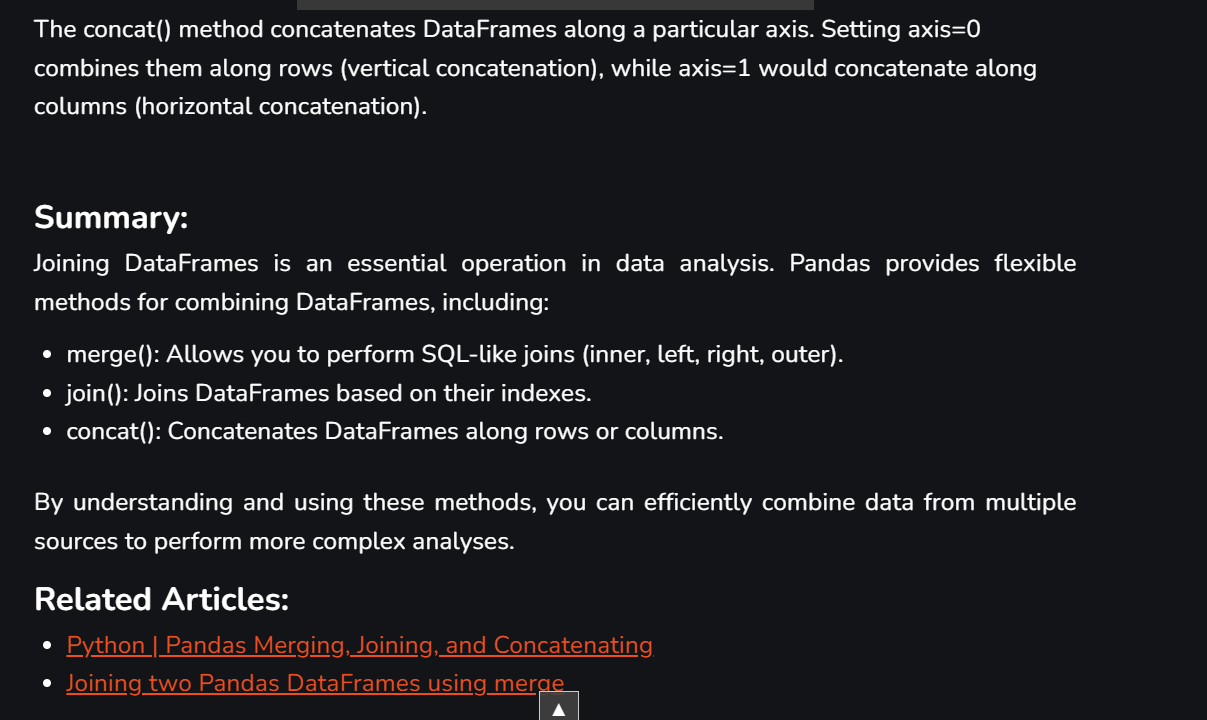 The concat() method concatenates DataFrames along a particular axis. Setting axis=0
combines them along rows (vertical concatenation), while axis=1 would concatenate along
columns (horizontal concatenation).
Summary:
Joining DataFrames is an essential operation in data analysis. Pandas provides flexible
methods for combining DataFrames, including:
• merge(): Allows you to perform SQL-like joins (inner, left, right, outer).
• join(): Joins DataFrames based on their indexes.
• concat(): Concatenates DataFrames along rows or columns.
By understanding and using these methods, you can efficiently combine data from multiple
sources to perform more complex analyses.
Related Articles:
• Python | Pandas Merging, Joining, and Concatenating
• Joining two Pandas DataFrames using merge